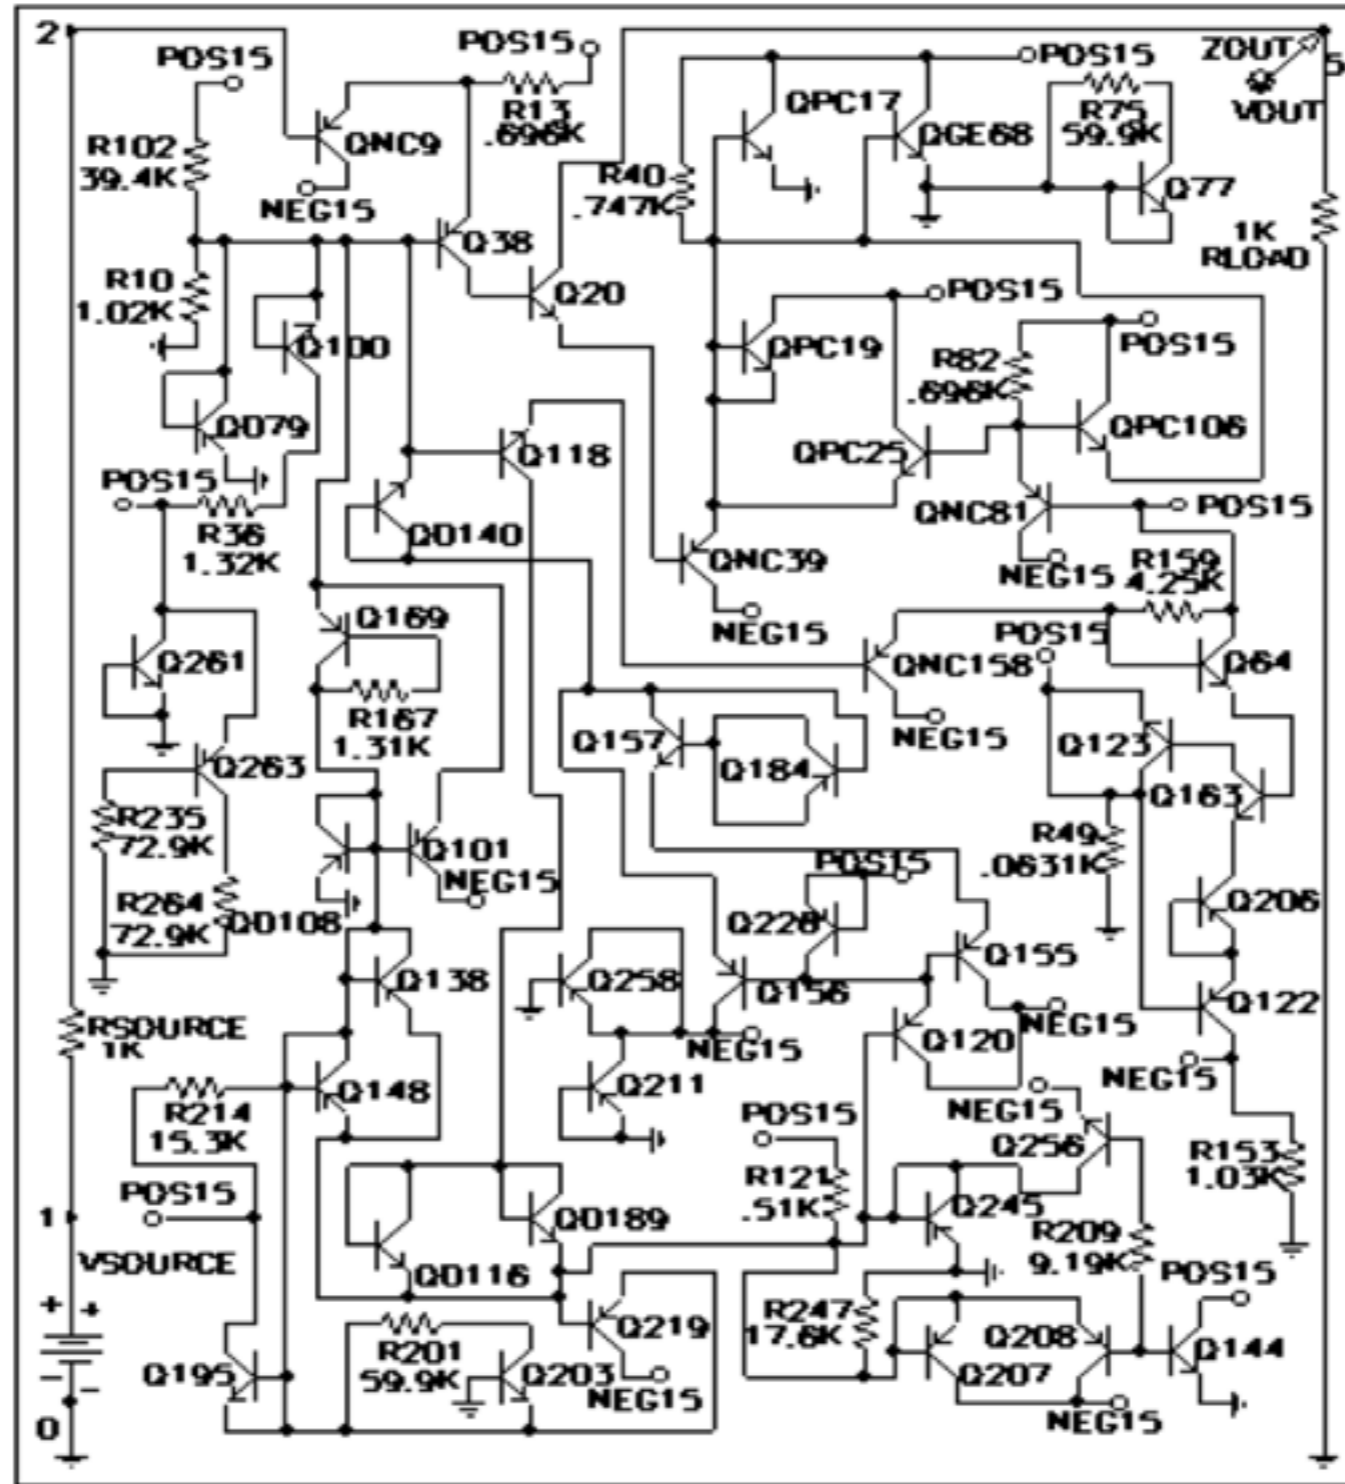 2
POS15
POS15
R13
.696K
QNC9
R102
39.4K
NEG15
POS15
ZOUT
5
VOUT
QPC17
QGE68
R75
59.9K
R40
.747K
Q77
1K
RLOAD
Q38
R10
1.02K
Q20
POS15
Q100
QPC19
R82
.696K
POS15
QD79
Q118
QPC25
QPC106
POS15
R36
1.32K
QD140
QNC39
QNC81
POS15
NEG15
R159
4.25K
NEG15
Q169
POS15
Q261
QNC158
Q64
R167
1.31K
NEG15
Q157
Q184
Q123
Q163
Q263
R235
72.9K
Q101
NEG15
POS15
R49
.0631K
R264
72.9K
QD108
Q228
Q206
Q155
Q138
Q258
Q156
Q122
NEG15
RSOURCE
1K
NEG15
Q120
NEG15
Q148
Q211
R214
15.3K
POS15
NEG15
Q256
R153
1.03K
POS15
1
R121
.51K
Q245
QD189
R209
9.19K
VSOURCE
QD116
POS15
+ +
R247
17.6K
Q219
Q208
Q144
Q195
R201
59.9K
Q203
NEG15
Q207
NEG15
- -
0